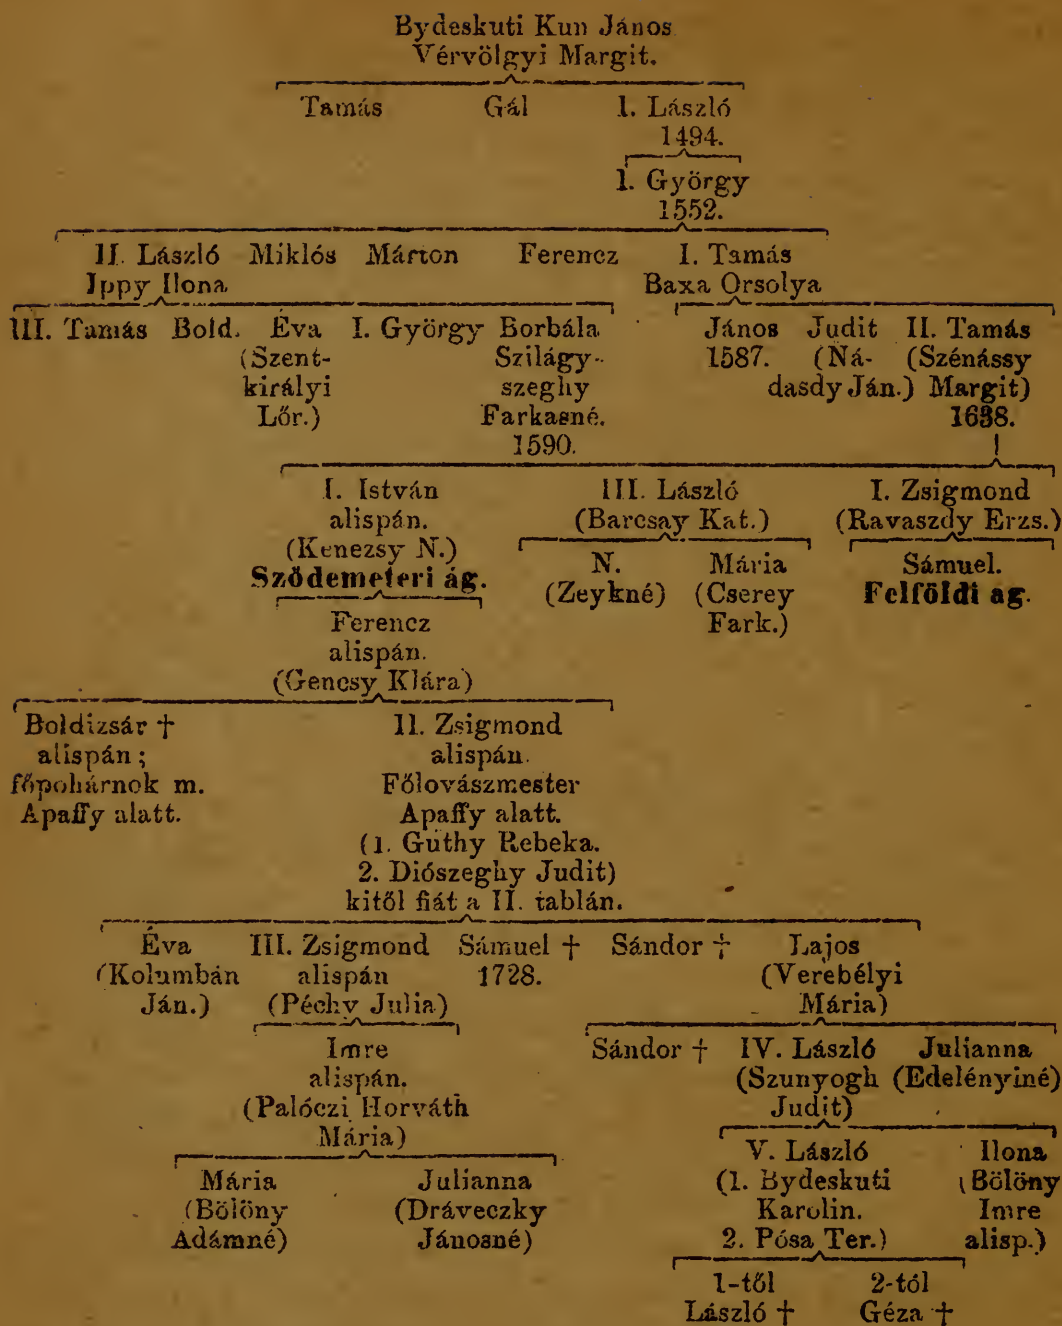 Bydeskuti Kun János
Vérvölgyi Margit.
Tamás Gál I. László
1494.
I. György
1552.
II. László Miklós Márton Ferencz I. Tamás
Ippy Ilona Baxa Orsolya
III. Tamás Bold. Éva I. György Borbála János Judit II. Tamás
(Szent- Szilágy- 1587. (Ná- (Szénássy
királyi szeghy dasdy Ján.) Margit)
Lőr.) Farkasné. 1638.
1590.
I. István III. László I. Zsigmond
alispán. (Barcsay Kat.) (Ravaszdy Erzs.)
(Kenezsy N.) N. Mária Sámuel.
Sződemeteri ág. (Zeykné) (Cserey Felföldi ág.
Ferencz Fark.)
alispán.
(Gencsy Klára)
Boldizsár † II. Zsigmond
alispán; alispán.
főpohárnok m. Főlovászmester
Apaffy alatt. Apaffy alatt.
(1. Guthy Rebeka.
2. Diószeghy Judit)
kitől fiát a II. táblán.
Éva III. Zsigmond Sámuel † Sándor † Lajos
(Kolumbán alispán 1728. (Verebélyi
Ján.) (Péchy Julia) Mária)
Imre Sándor † IV. László Julianna
alispán. (Szunyogh (Edelényiné)
(Palóczi Horváth Judit)
Mária) V. László Ilona
Mária Julianna (1. Bydeskuti (Bölöny
(Bölöny (Dráveczky Karolin. Imre
Adámné) Jánosné) 2. Pósa Ter.) alisp.)
1-től 2-tól
László † Géza †